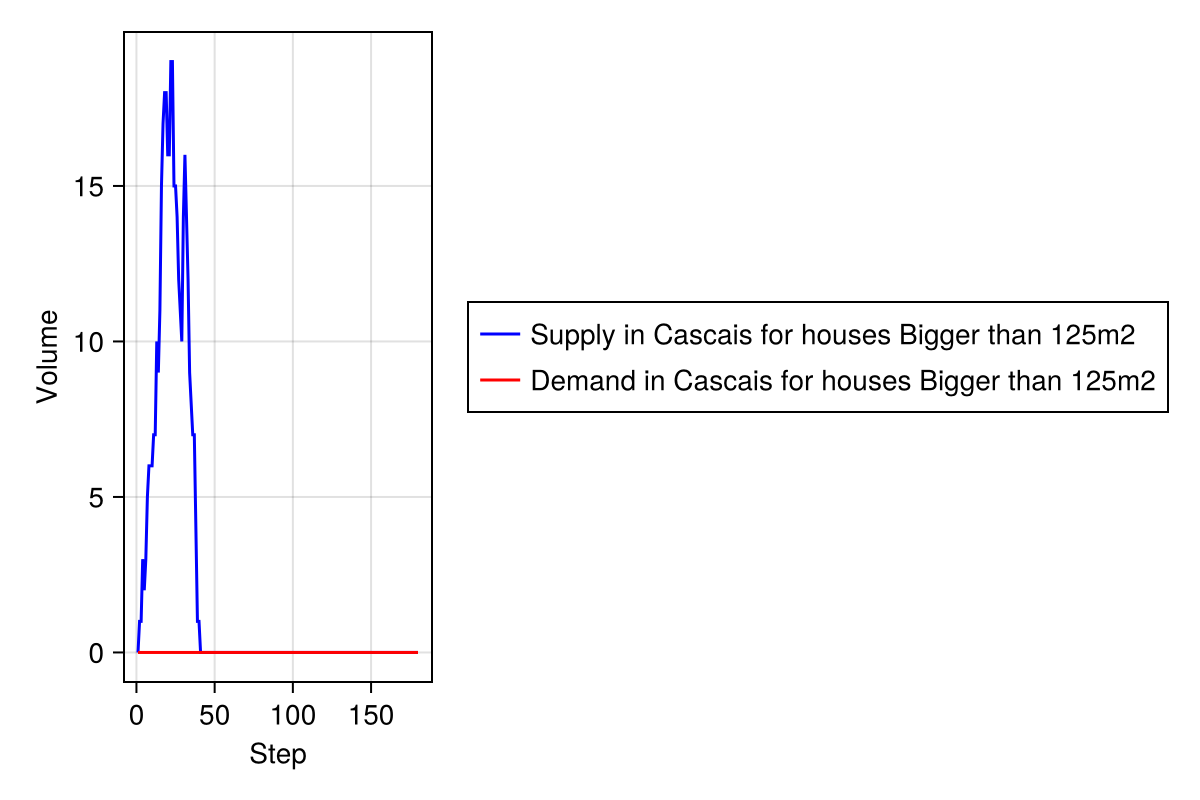 Volume
15
10
5
0
0 50 100 150
Step
Supply in Cascais for houses Bigger than 125m2
Demand in Cascais for houses Bigger than 125m2